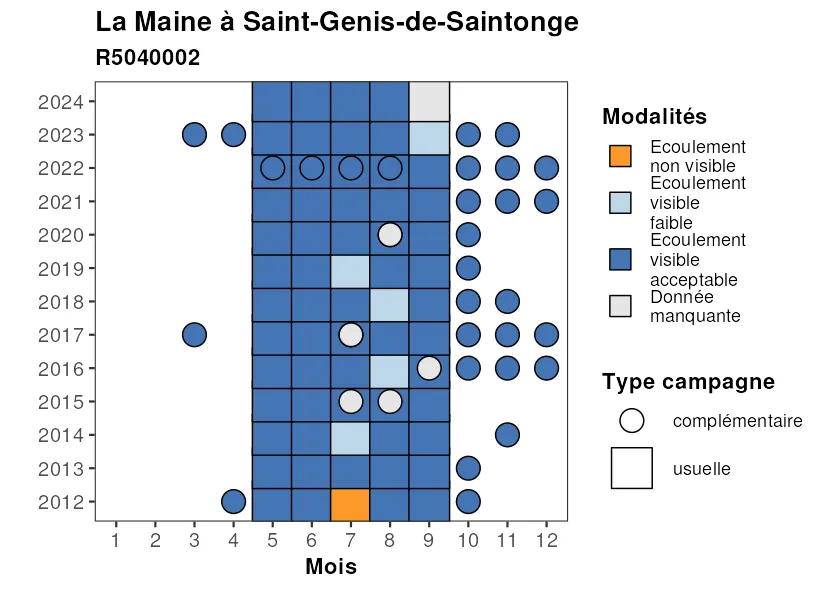 La Maine à Saint-Genis-de-Saintonge
R5040002
2024
2023
2022
2021
2020
2019
2018
2017
2016
2015
2014
2013
2012
1 2 3 4 5 6 7 8 9 10 11 12
Mois
Modalités
Ecoulement
non visible
Ecoulement
visible
faible
Ecoulement
visible
acceptable
Donnée
manquante
Type campagne
complémentaire
usuelle